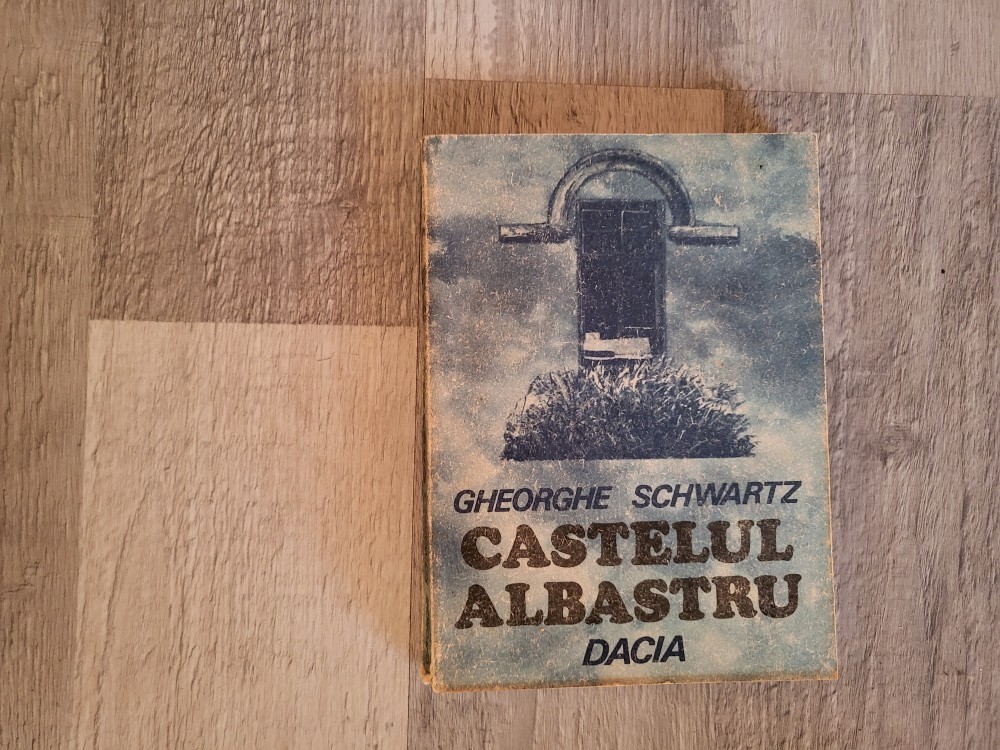 GHEORGHE SCHWARTZ
CASTELUL
ALBASTRU
DACIA